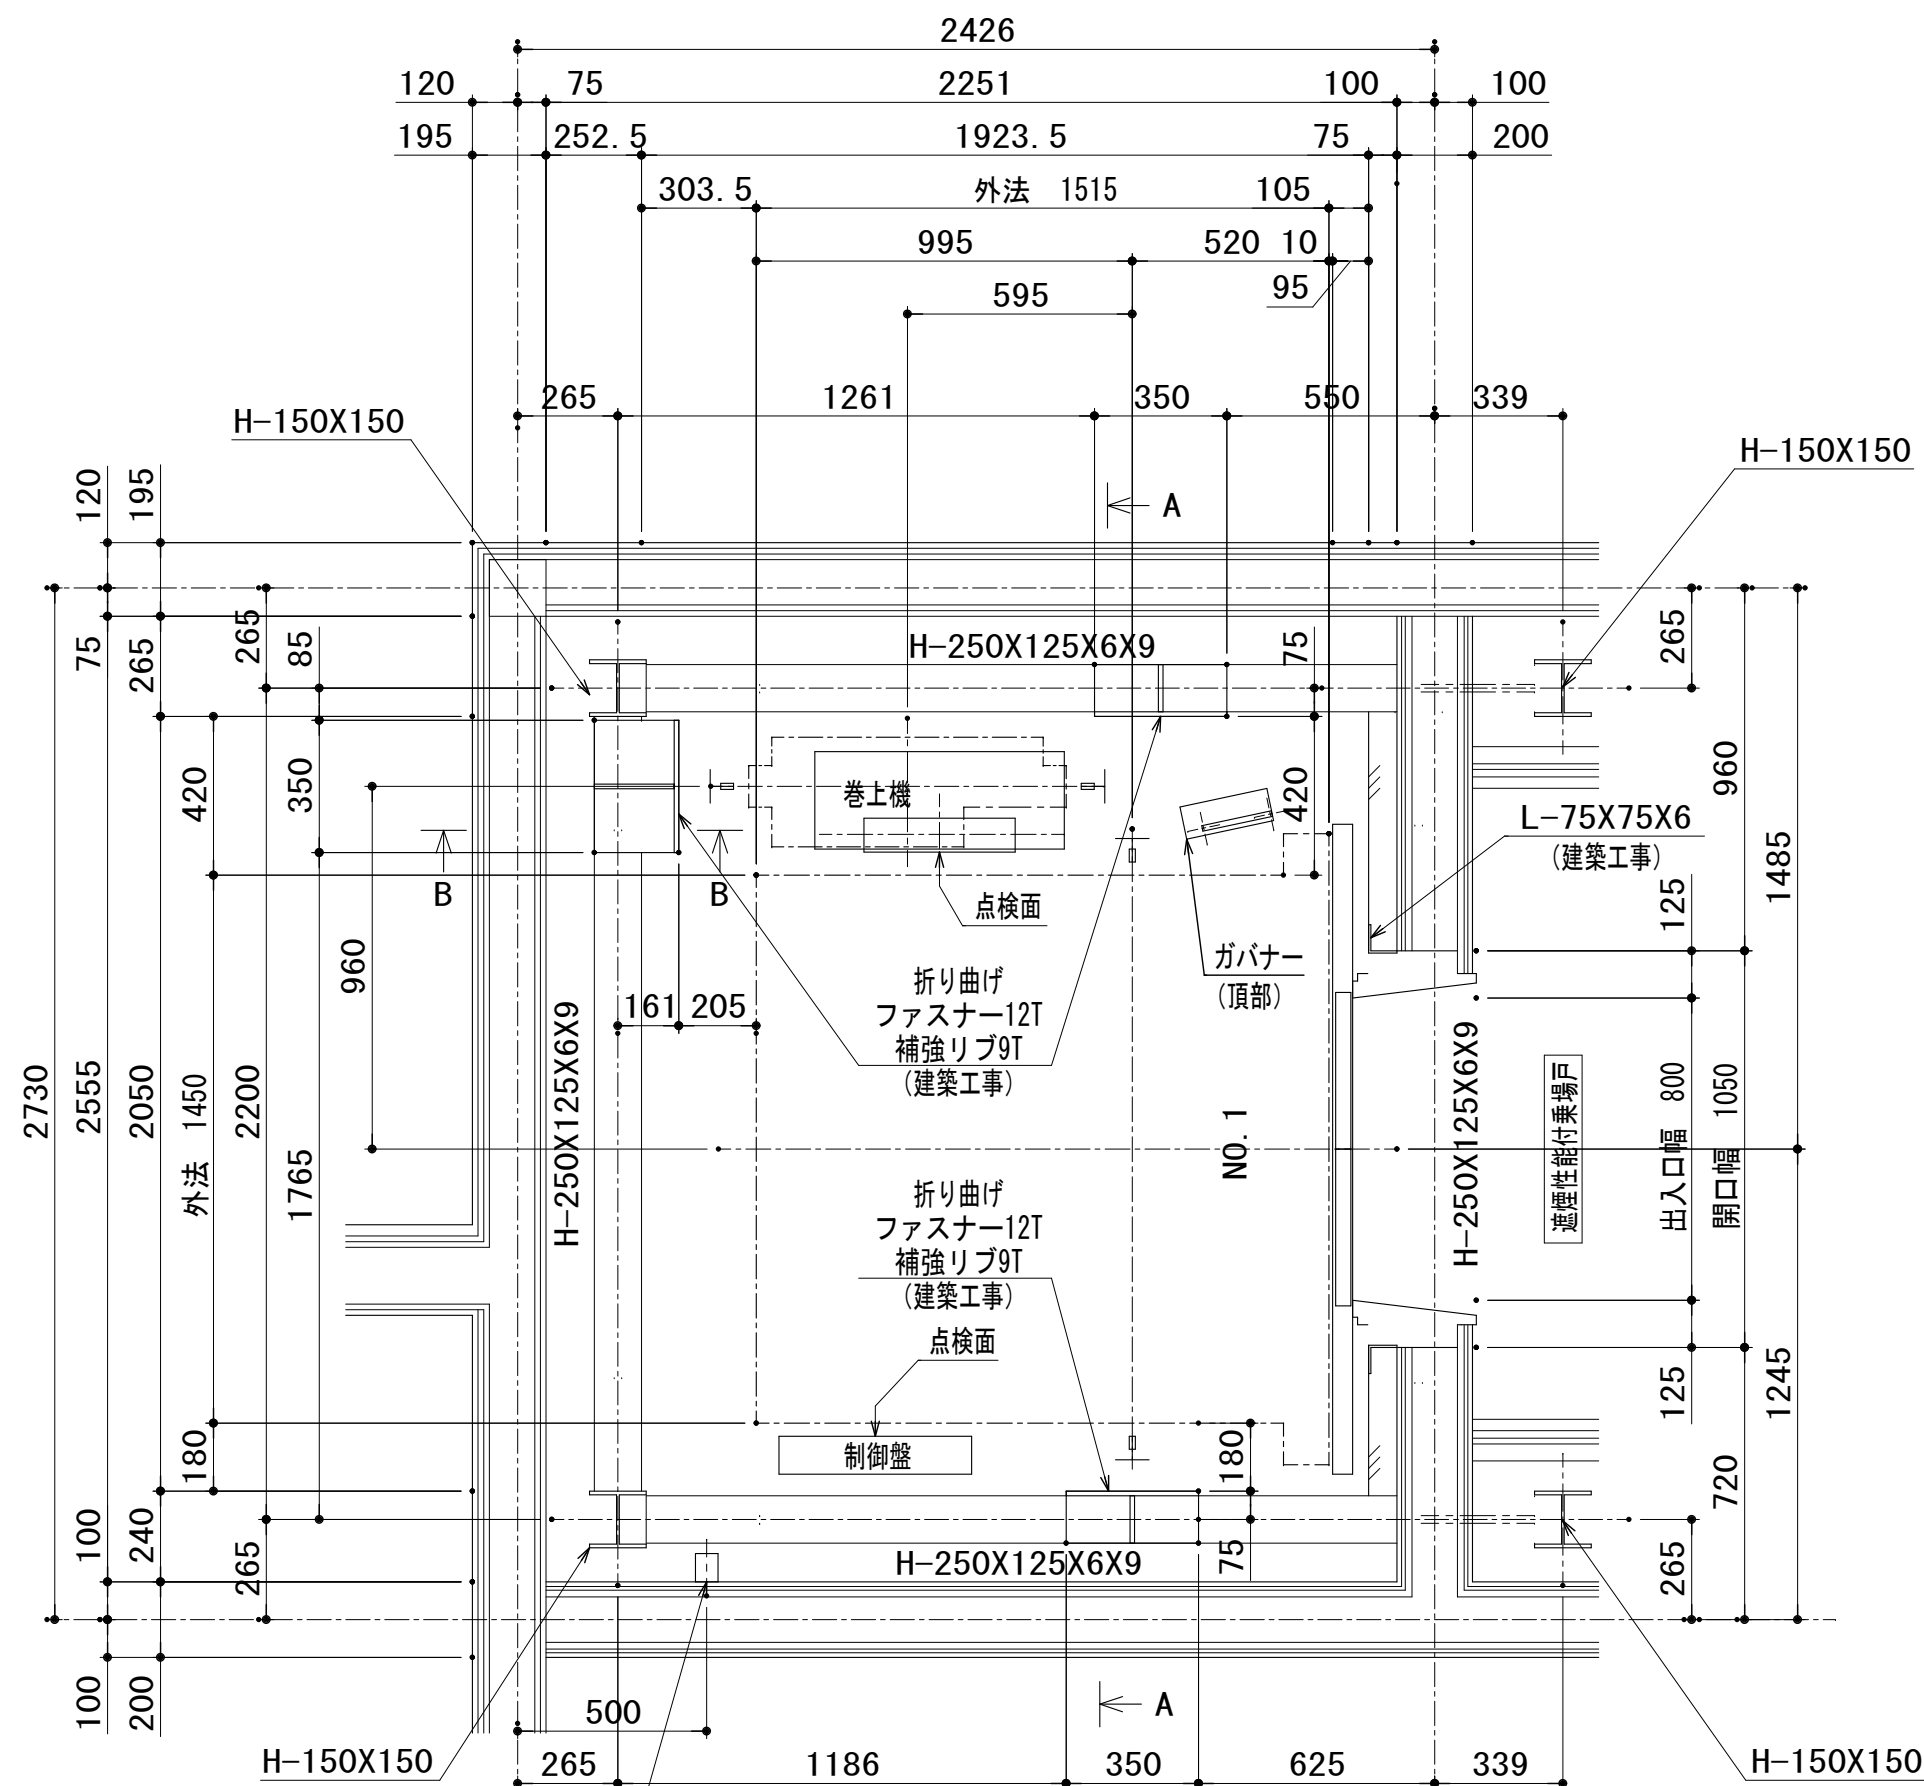 2426
120 75 2251 100 100
195 252.5 1923.5 75 200
303.5 外法 1515 105
995 520 10
95
595
265 1261 350 550 339
H-150X150
H-150X150
A
120
195
75
265
265
85
H-250X125X6X9
75
265
420
350
巻上機
420
960
L-75X75X6
(建築工事)
B
B
点検面
125
1485
ガバナー
(頂部)
960
折り曲げ
ファスナー12T
補強リブ9T
(建築工事)
161 205
H-250X125X6X9
2730
2555
2050
外法 1450
2200
1765
NO.1
H-250X125X6X9
遮煙性能付乗場戸
出入口幅 800
開口幅 1050
折り曲げ
ファスナー12T
補強リブ9T
(建築工事)
点検面
制御盤
180
180
125
1245
720
100
240
265
H-250X125X6X9
75
265
100
200
500
A
H-150X150
H-150X150
265 1186 350 625 339